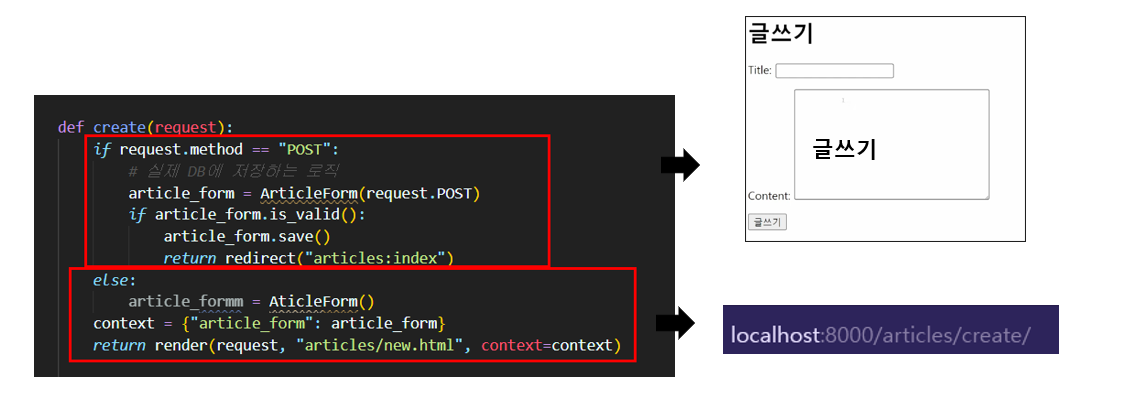 def create(request):
if request.method == "POST":
# 실제 DB에 저장하는 로직
article_form = ArticleForm(request.POST)
if article_form.is_valid():
article_form.save()
return redirect("articles:index")
else:
article_formm = AticleForm()
context = {"article_form": article_form}
return render(request, "articles/new.html", context=context)
글쓰기
Title:
글쓰기
Content:
글쓰기
localhost:8000/articles/create/